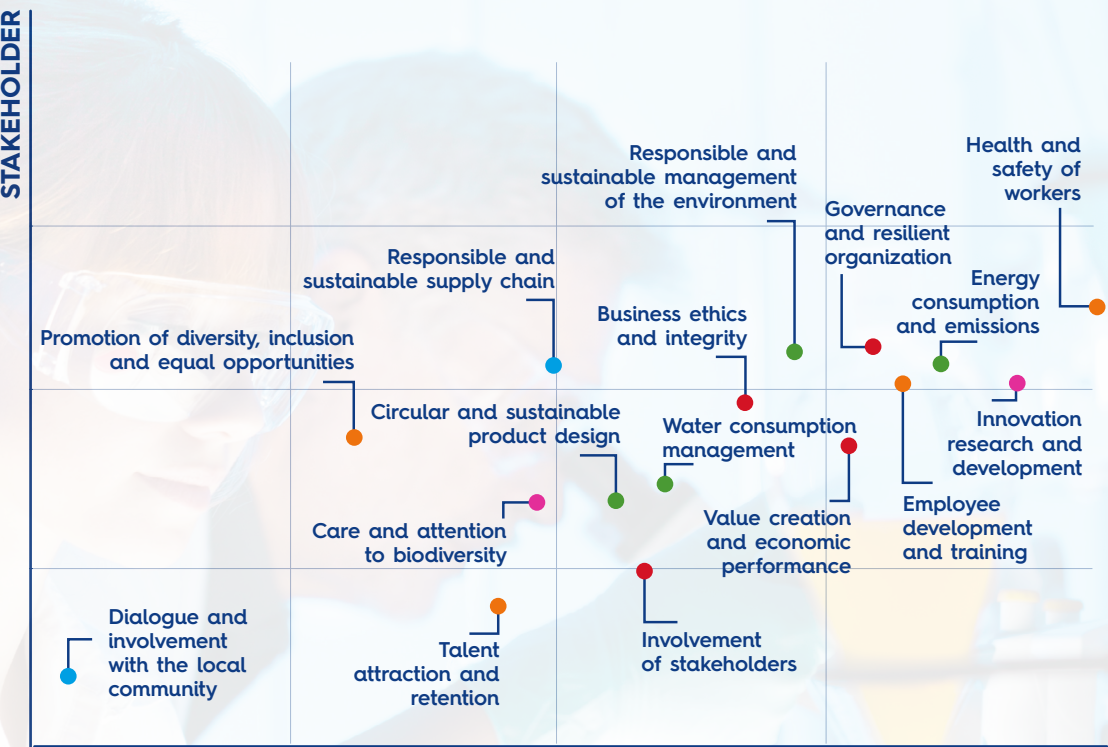 STAKEHOLDER
Health and
safety of
workers
Responsible and
sustainable management
of the environment
Governance
and resilient
organization
Responsible and
sustainable supply chain
Energy
consumption
and emissions
Business ethics
and integrity
Promotion of diversity, inclusion
and equal opportunities
Circular and sustainable
product design
Water consumption
management
Innovation
research and
development
Employee
development
and training
Value creation
and economic
performance
Care and attention
to biodiversity
Dialogue and
involvement
with the local
community
Talent
attraction and
retention
Involvement
of stakeholders